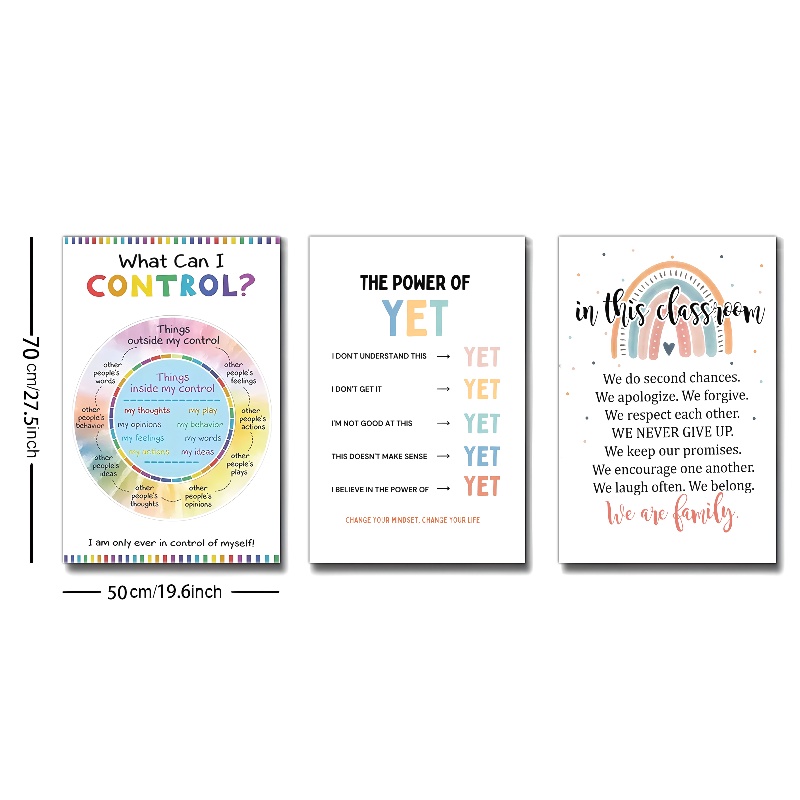 70cm/27.5inch
50cm/19.6inch
What Can I
CONTROL?
Things
outside my control
other
people's
words
other
people's
feelings
other
people's
behavior
other
people's
actions
other
people's
ideas
other
people's
plays
other
people's
thoughts
other
people's
opinions
Things
inside my control
my thoughts my play
my opinions my behavior
my feelings my words
my actions my ideas
I am only ever in control of myself!
THE POWER OF
YET
I DON'T UNDERSTAND THIS → YET
I DON'T GET IT → YET
I'M NOT GOOD AT THIS → YET
THIS DOESN'T MAKE SENSE → YET
I BELIEVE IN THE POWER OF → YET
CHANGE YOUR MINDSET, CHANGE YOUR LIFE
in this classroom
We do second chances.
We apologize. We forgive.
We respect each other.
WE NEVER GIVE UP.
We keep our promises.
We encourage one another.
We laugh often. We belong.
We are family.